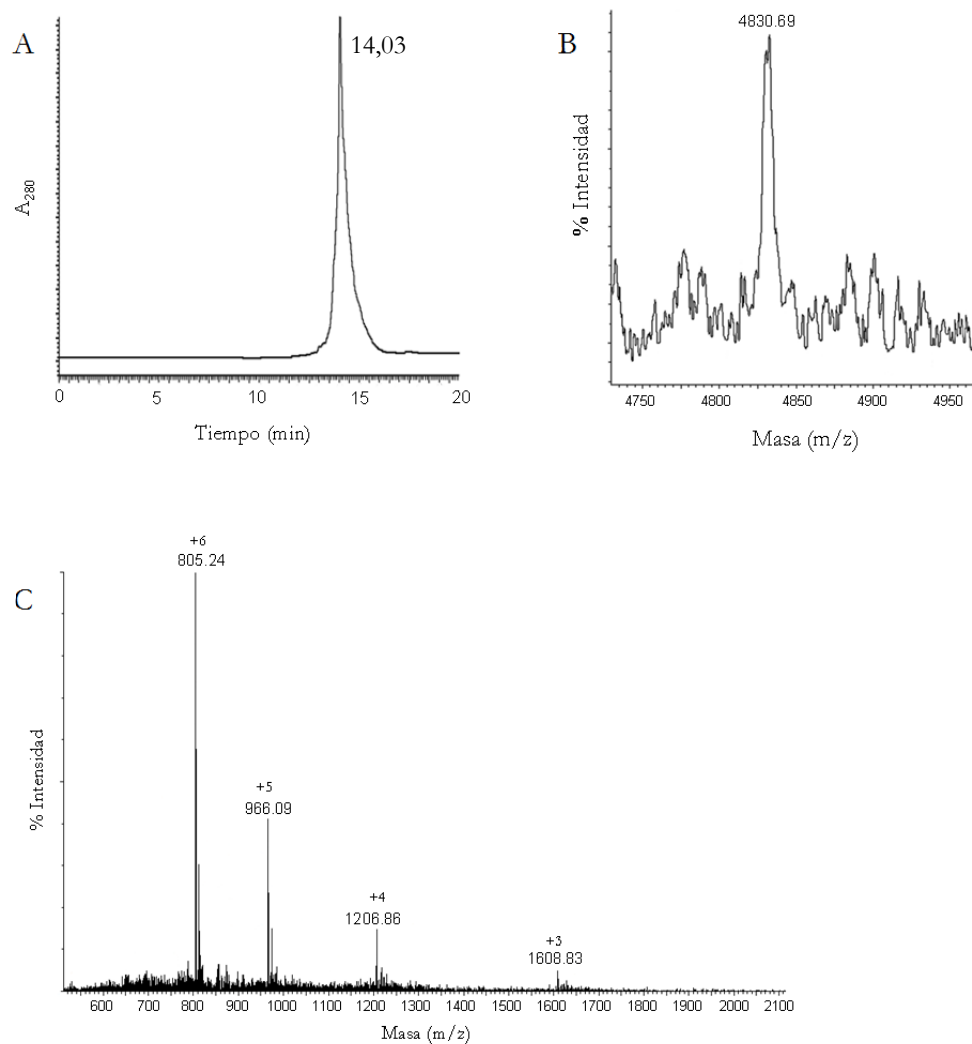 A
14,03
A280
0 5 10 15 20
Tiempo (min)
B
4830.69
% Intensidad
4750 4800 4850 4900 4950
Masa (m/z)
C
+6
805.24
+5
966.09
+4
1206.86
+3
1608.83
% Intensidad
600 700 800 900 1000 1100 1200 1300 1400 1500 1600 1700 1800 1900 2000 2100
Masa (m/z)